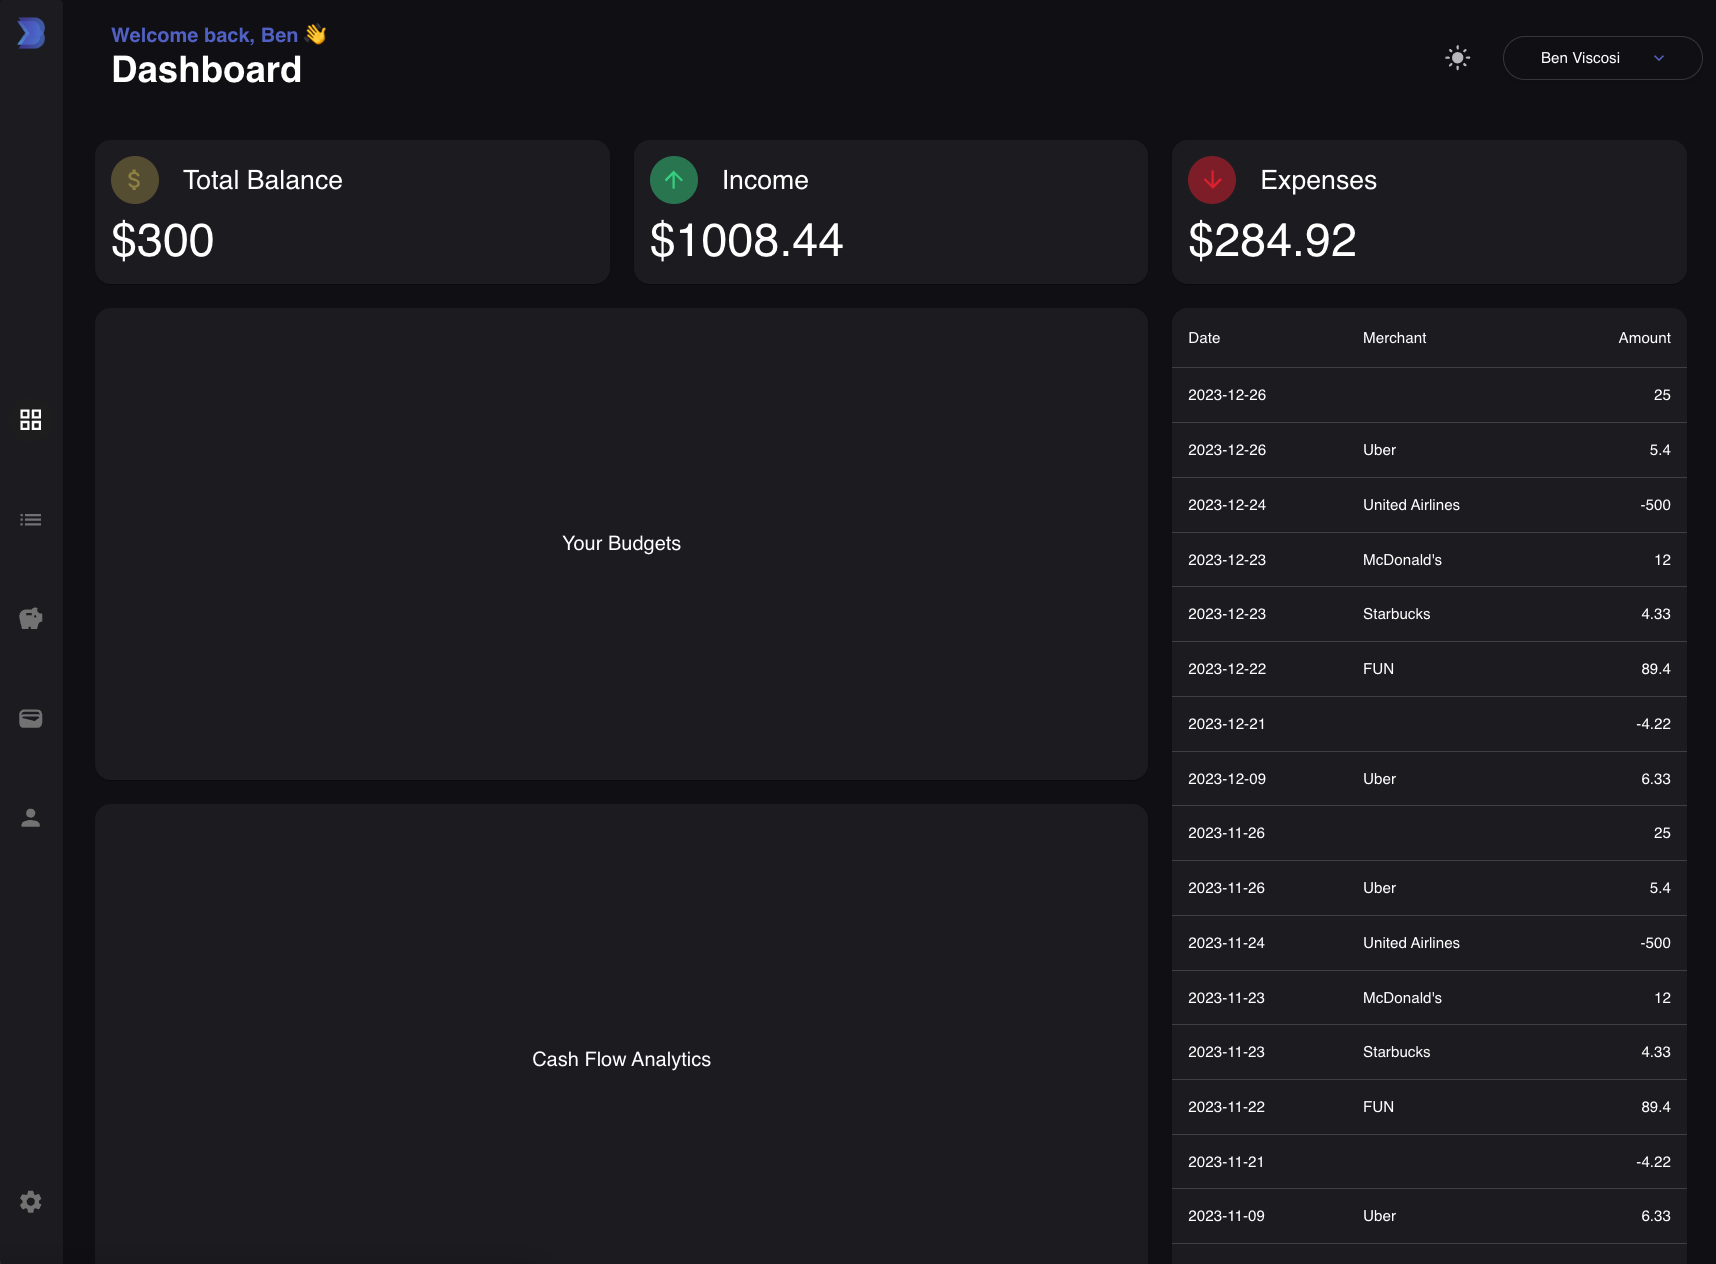 Welcome back, Ben 👋
Dashboard
Ben Viscosi
Total Balance
$300
Income
$1008.44
Expenses
$284.92
Your Budgets
Cash Flow Analytics
Date Merchant Amount
2023-12-26 25
2023-12-26 Uber 5.4
2023-12-24 United Airlines -500
2023-12-23 McDonald's 12
2023-12-23 Starbucks 4.33
2023-12-22 FUN 89.4
2023-12-21 -4.22
2023-12-09 Uber 6.33
2023-11-26 25
2023-11-26 Uber 5.4
2023-11-24 United Airlines -500
2023-11-23 McDonald's 12
2023-11-23 Starbucks 4.33
2023-11-22 FUN 89.4
2023-11-21 -4.22
2023-11-09 Uber 6.33